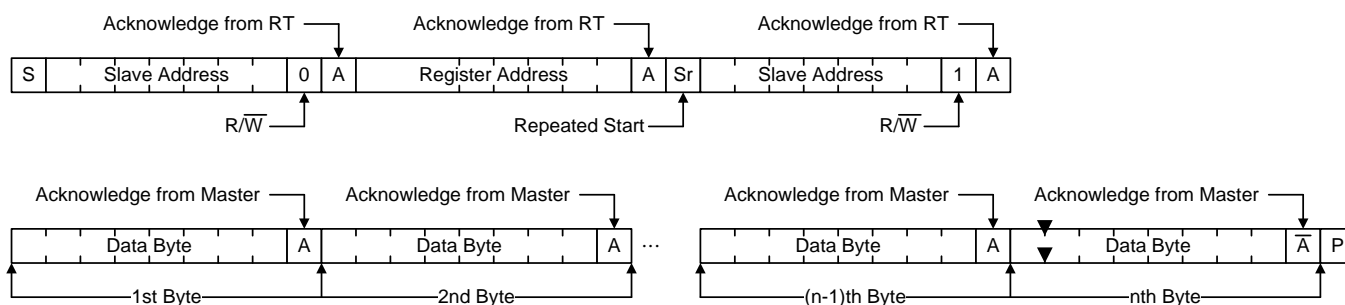 Acknowledge from RT Acknowledge from RT Acknowledge from RT
S Slave Address 0 A Register Address A Sr Slave Address 1 A
R/W̅ Repeated Start R/W̅
Acknowledge from Master Acknowledge from Master Acknowledge from Master Acknowledge from Master
Data Byte A Data Byte A ... Data Byte A Data Byte A̅ P
1st Byte 2nd Byte (n-1)th Byte nth Byte